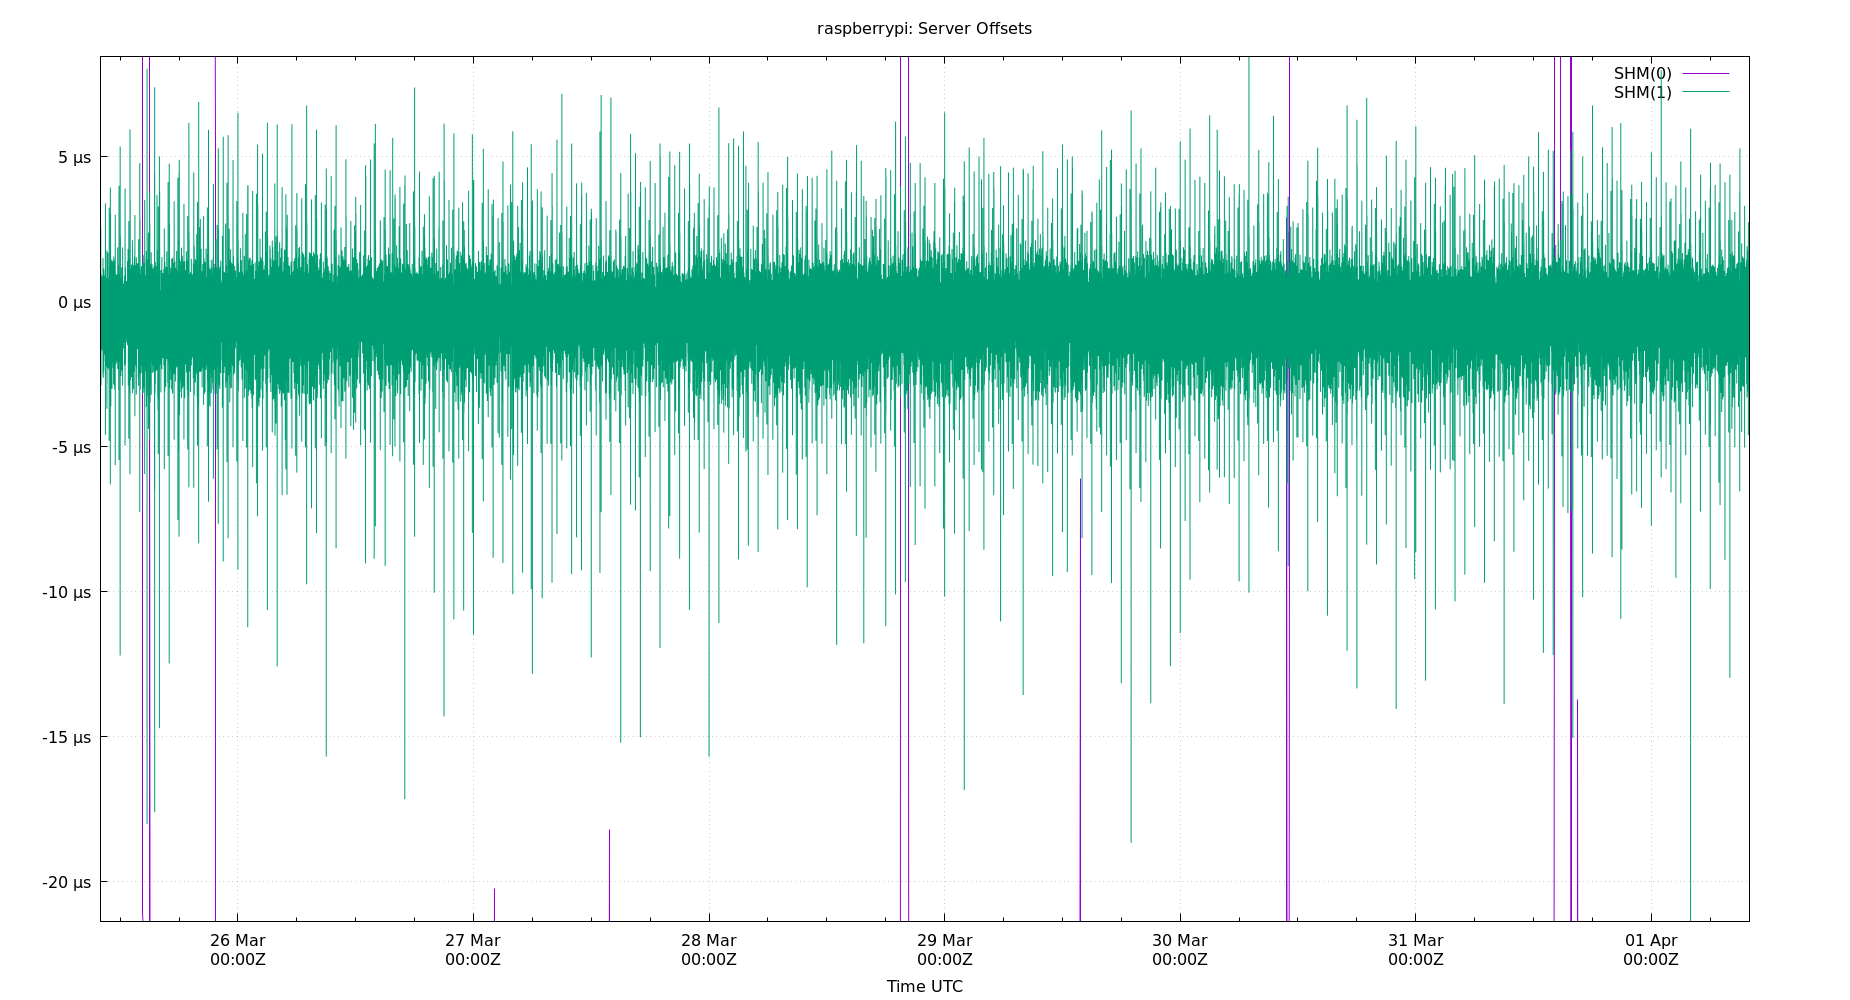 raspberrypi: Server Offsets
SHM(0)
SHM(1)
5 µs
0 µs
-5 µs
-10 µs
-15 µs
-20 µs
26 Mar 27 Mar 28 Mar 29 Mar 30 Mar 31 Mar 01 Apr
00:00Z 00:00Z 00:00Z 00:00Z 00:00Z 00:00Z 00:00Z
Time UTC